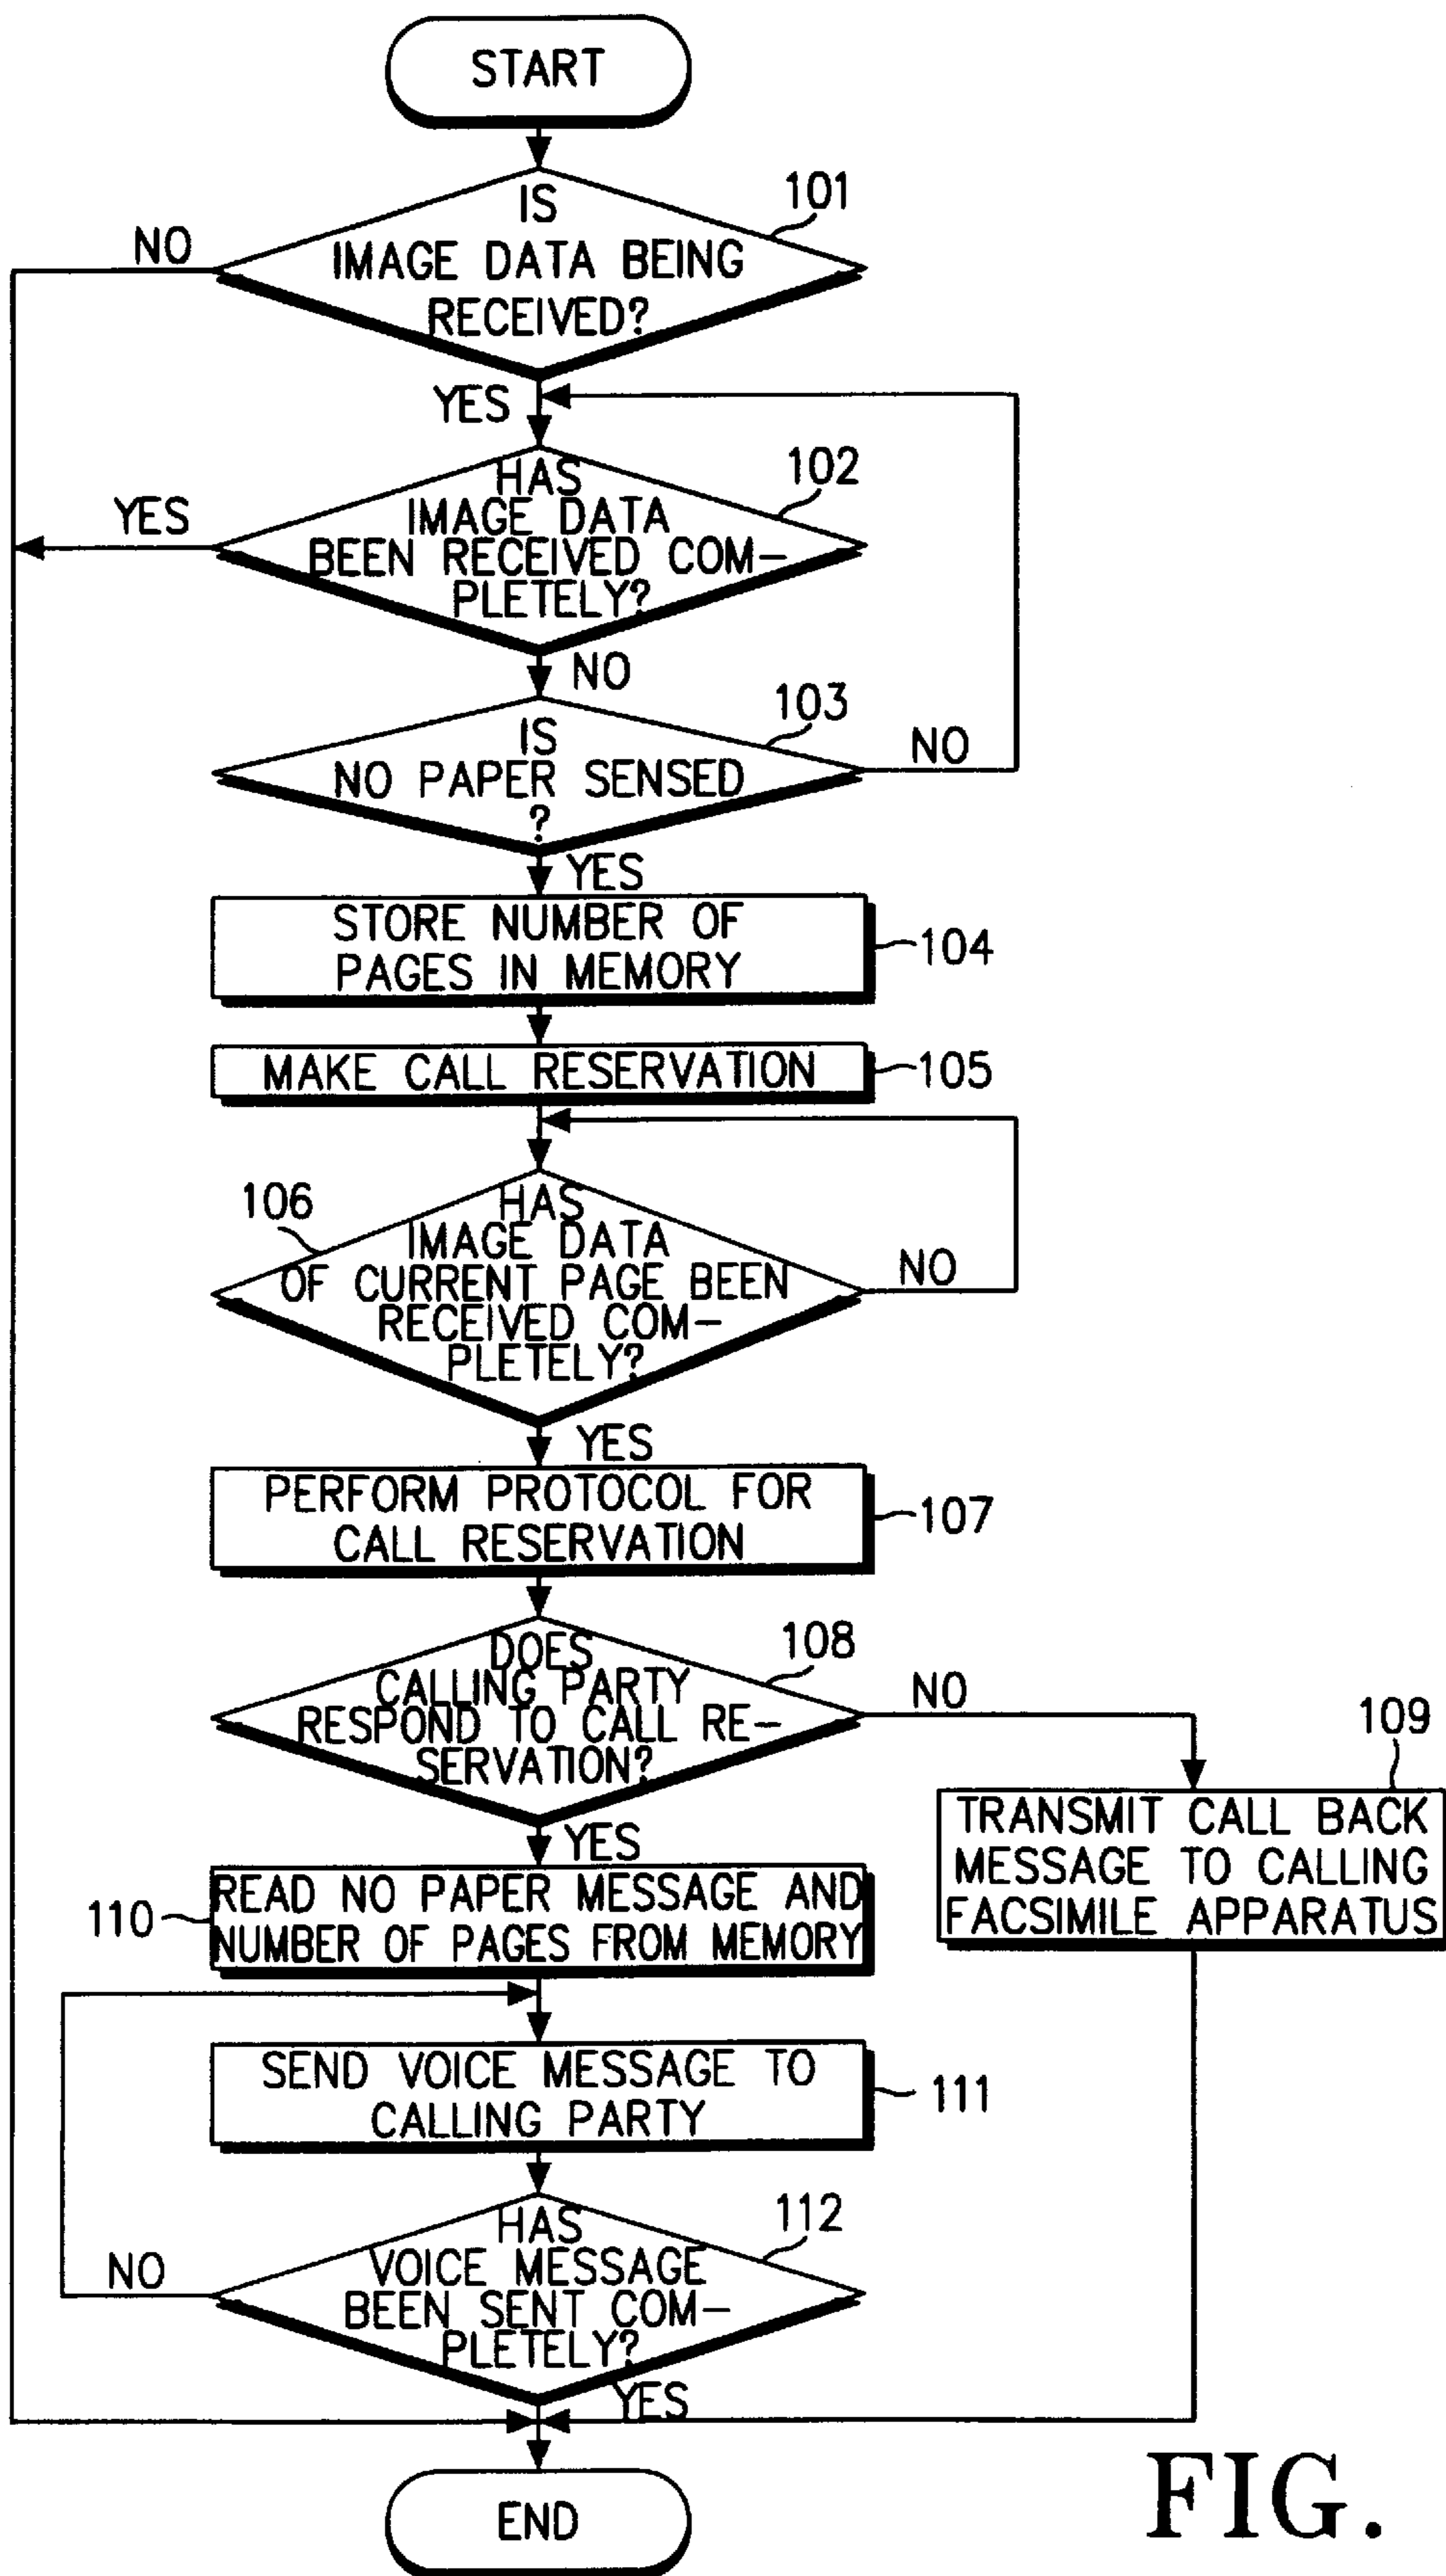 START
101
IS
NO
IMAGE DATA BEING
RECEIVED?
YES
102
HAS
YES
IMAGE DATA
BEEN RECEIVED COM-
PLETELY?
NO
103
IS
NO
NO PAPER SENSED
?
YES
STORE NUMBER OF
PAGES IN MEMORY
104
MAKE CALL RESERVATION
105
106
HAS
IMAGE DATA
OF CURRENT PAGE BEEN
NO
RECEIVED COM-
PLETELY?
YES
PERFORM PROTOCOL FOR
CALL RESERVATION
107
108
DOES
CALLING PARTY
NO
RESPOND TO CALL RE-
SERVATION?
109
TRANSMIT CALL BACK
MESSAGE TO CALLING
FACSIMILE APPARATUS
YES
110
READ NO PAPER MESSAGE AND
NUMBER OF PAGES FROM MEMORY
SEND VOICE MESSAGE TO
CALLING PARTY
111
112
HAS
VOICE MESSAGE
NO
BEEN SENT COM-
PLETELY?
YES
END
FIG.